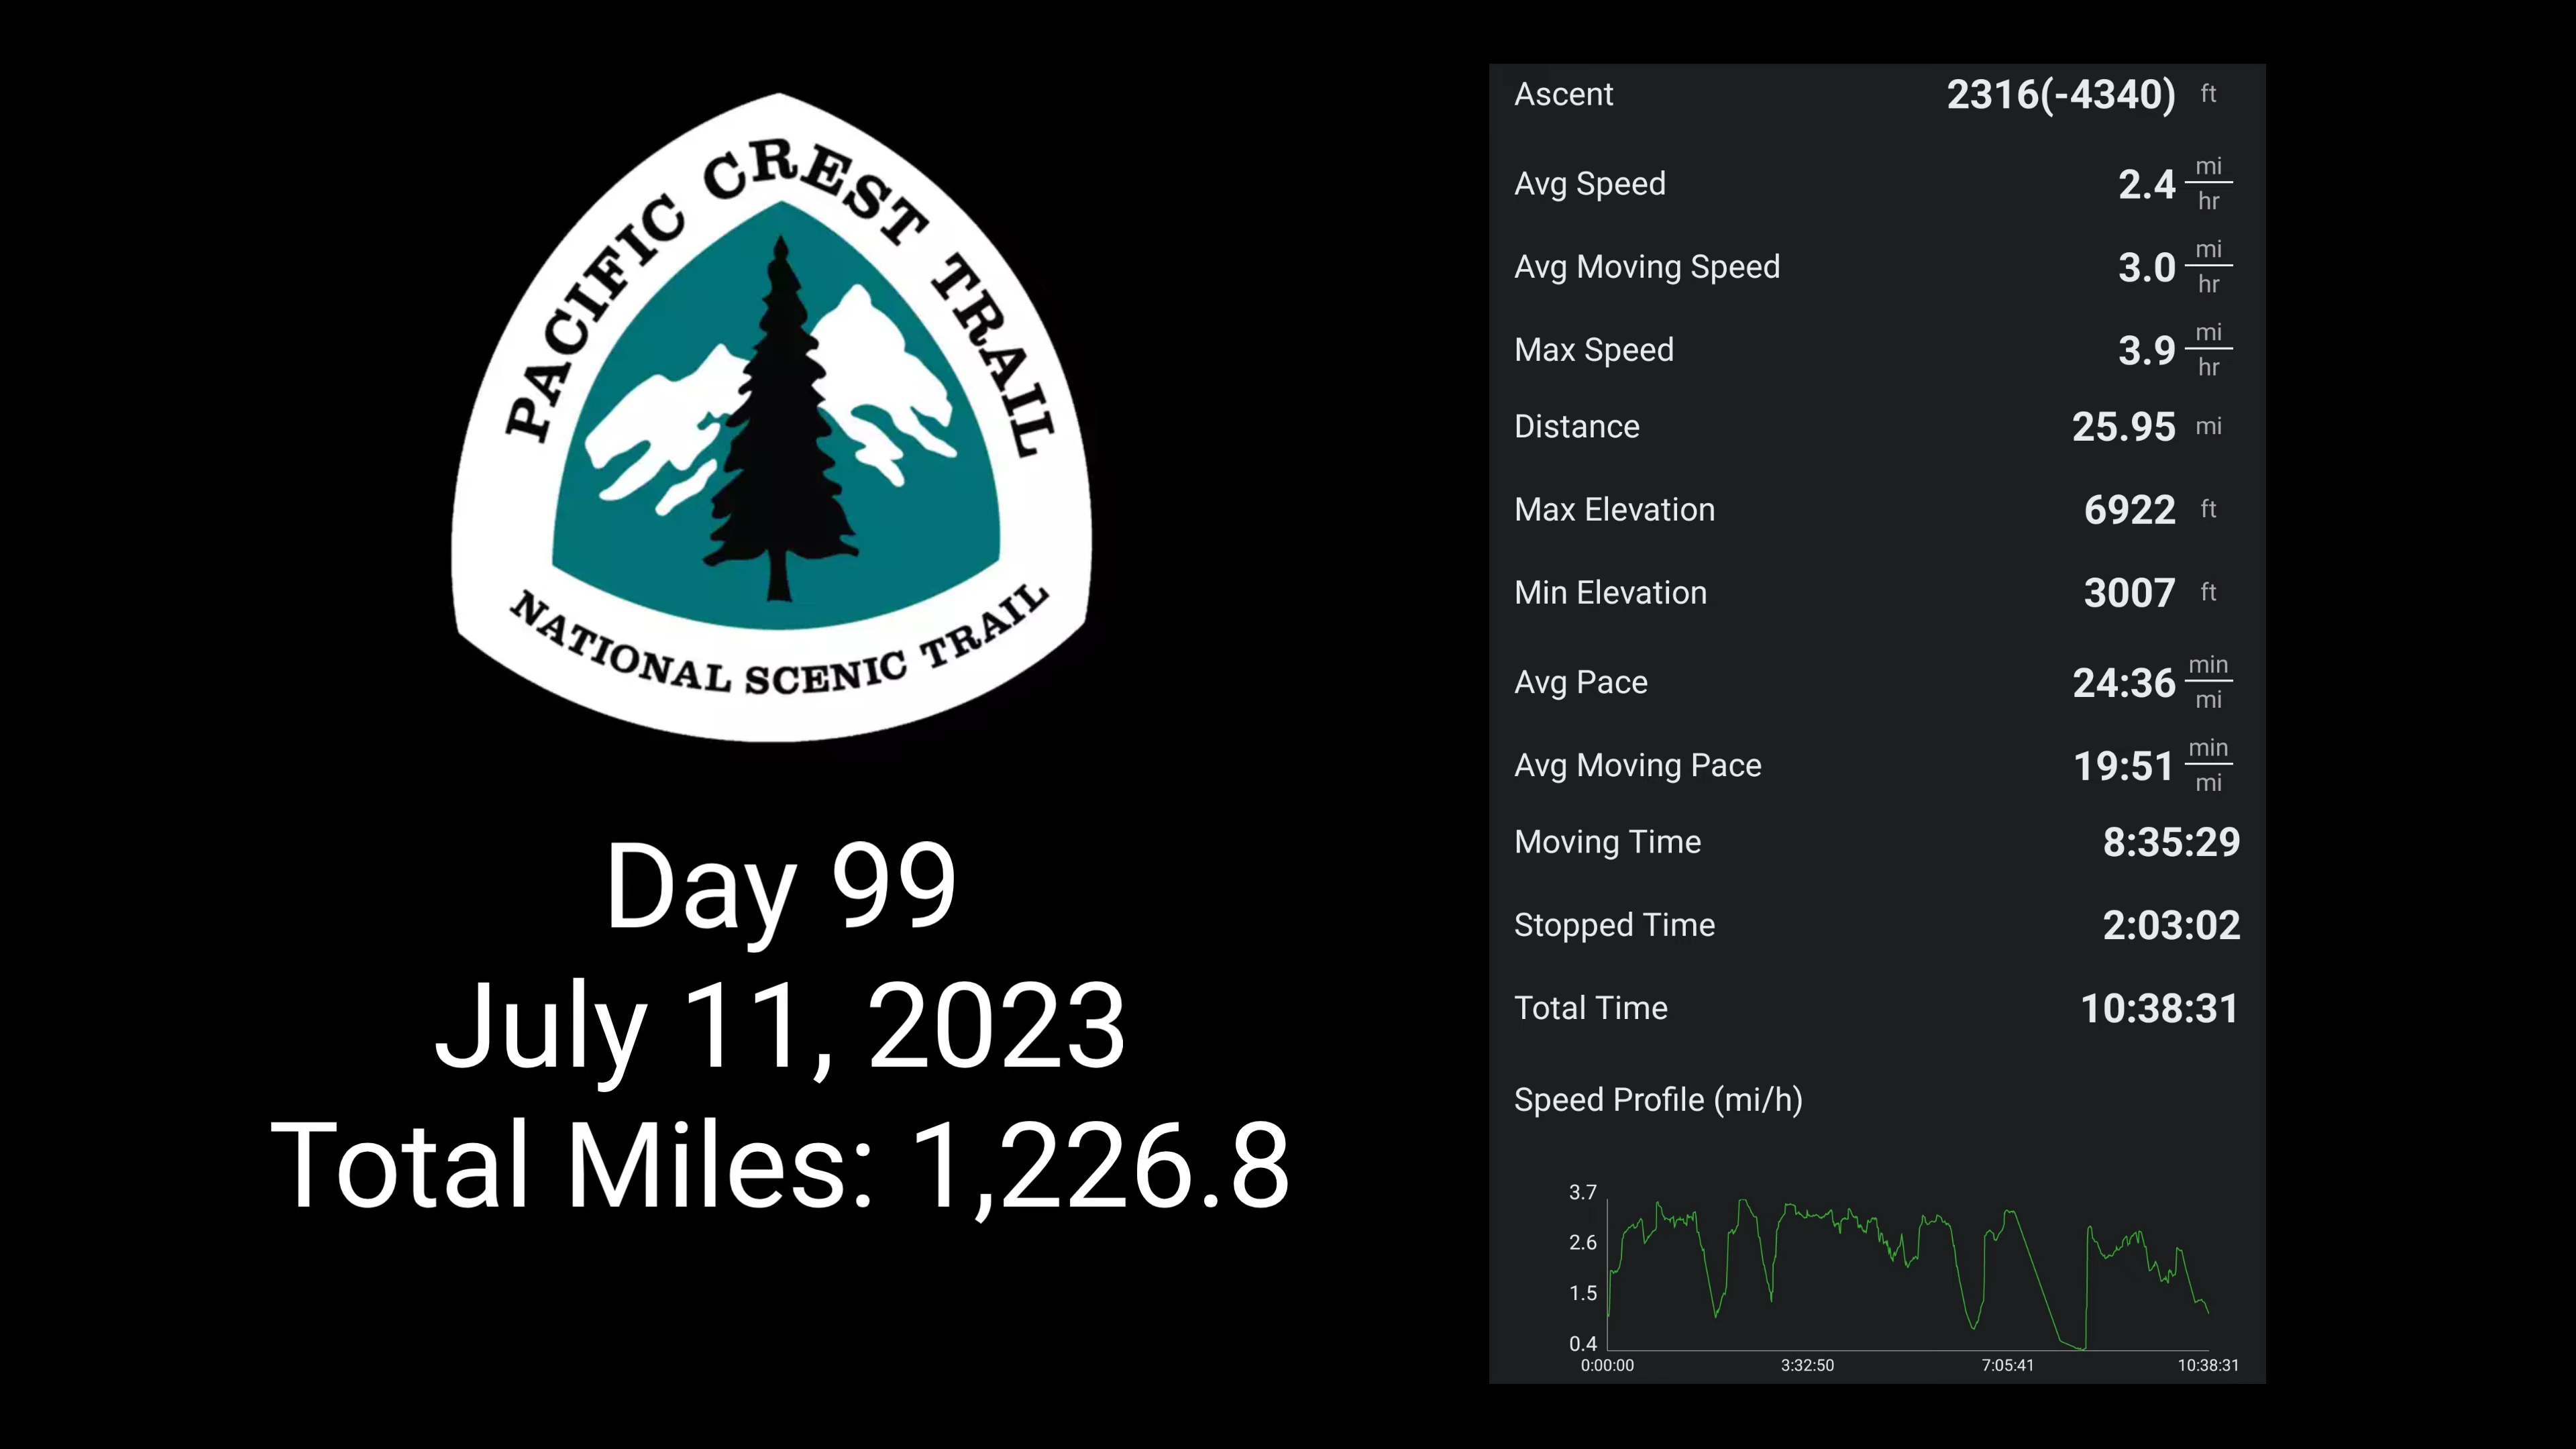 PACIFIC CREST TRAIL
NATIONAL SCENIC TRAIL
Day 99
July 11, 2023
Total Miles: 1,226.8
Ascent 2316(-4340) ft
Avg Speed 2.4 mi/hr
Avg Moving Speed 3.0 mi/hr
Max Speed 3.9 mi/hr
Distance 25.95 mi
Max Elevation 6922 ft
Min Elevation 3007 ft
Avg Pace 24:36 min/mi
Avg Moving Pace 19:51 min/mi
Moving Time 8:35:29
Stopped Time 2:03:02
Total Time 10:38:31
Speed Profile (mi/h)
3.7
2.6
1.5
0.4
0:00:00 3:32:50 7:05:41 10:38:31